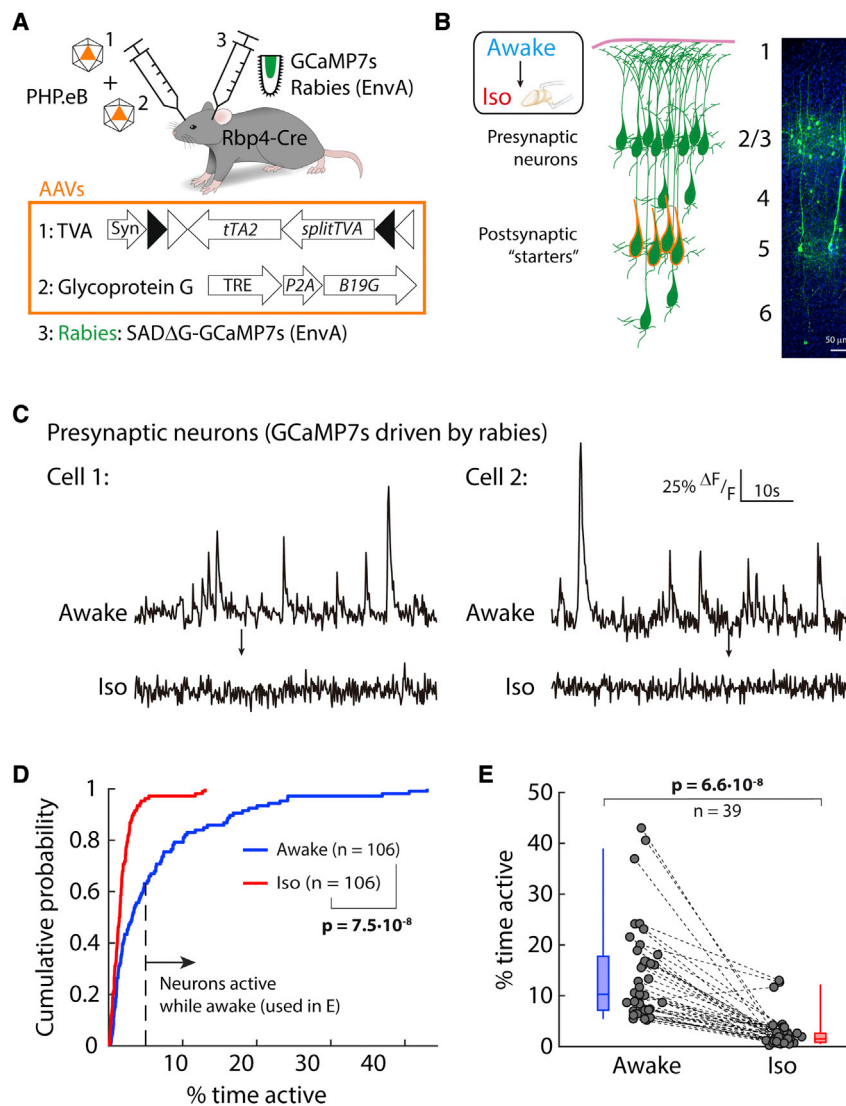 A
1
3
GCaMP7s
Rabies (EnvA)
PHP.eB
+
2
Rbp4-Cre
AAVs
1: TVA
Syn
tTA2
splitTVA
2: Glycoprotein G
TRE
P2A
B19G
3: Rabies: SADΔG-GCaMP7s (EnvA)
B
Awake
Iso
Presynaptic
neurons
Postsynaptic
“starters”
1
2/3
4
5
6
50 μm
C
Presynaptic neurons (GCaMP7s driven by rabies)
Cell 1:
Cell 2:
25% ΔF/F
10s
Awake
Iso
Awake
Iso
D
Cumulative probability
1
0.8
0.6
0.4
0.2
0
10
20
30
40
% time active
Awake (n = 106)
Iso (n = 106)
p = 7.5·10-8
Neurons active
while awake (used in E)
E
% time active
50
40
30
20
10
0
p = 6.6·10-8
n = 39
Awake
Iso